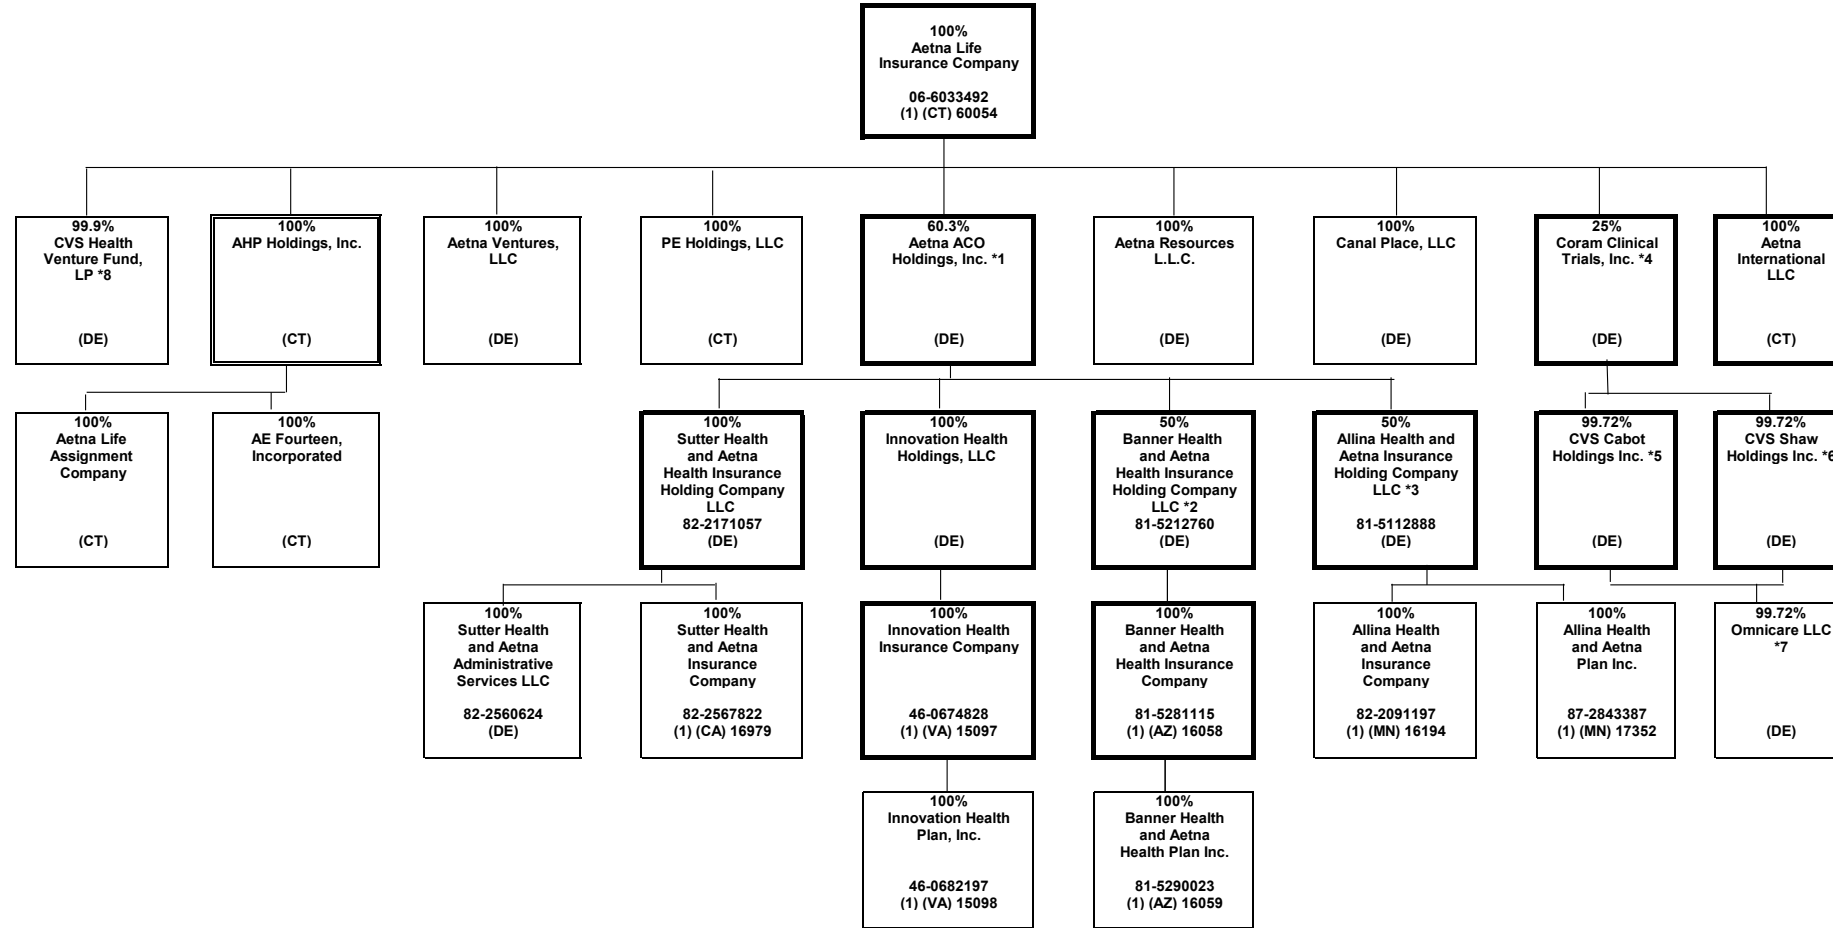 100%
Aetna Life
Insurance Company
06-6033492
(1) (CT) 60054
99.9%
CVS Health
Venture Fund,
LP *8
(DE)
100%
AHP Holdings, Inc.
(CT)
100%
Aetna Ventures,
LLC
(DE)
100%
PE Holdings, LLC
(CT)
60.3%
Aetna ACO
Holdings, Inc. *1
(DE)
100%
Aetna Resources
L.L.C.
(DE)
100%
Canal Place, LLC
(DE)
25%
Coram Clinical
Trials, Inc. *4
(DE)
100%
Aetna
International
LLC
(CT)
100%
Aetna Life
Assignment
Company
(CT)
100%
AE Fourteen,
Incorporated
(CT)
100%
Sutter Health
and Aetna
Health Insurance
Holding Company
LLC
82-2171057
(DE)
100%
Innovation Health
Holdings, LLC
(DE)
50%
Banner Health
and Aetna
Health Insurance
Holding Company
LLC *2
81-5212760
(DE)
50%
Allina Health and
Aetna Insurance
Holding Company
LLC *3
81-5112888
(DE)
99.72%
CVS Cabot
Holdings Inc. *5
(DE)
99.72%
CVS Shaw
Holdings Inc. *6
(DE)
100%
Sutter Health
and Aetna
Administrative
Services LLC
82-2560624
(DE)
100%
Sutter Health
and Aetna
Insurance
Company
82-2567822
(1) (CA) 16979
100%
Innovation Health
Insurance Company
46-0674828
(1) (VA) 15097
100%
Banner Health
and Aetna
Health Insurance
Company
81-5281115
(1) (AZ) 16058
100%
Allina Health
and Aetna
Insurance
Company
82-2091197
(1) (MN) 16194
100%
Allina Health
and Aetna
Plan Inc.
87-2843387
(1) (MN) 17352
99.72%
Omnicare LLC
*7
(DE)
100%
Innovation Health
Plan, Inc.
46-0682197
(1) (VA) 15098
100%
Banner Health
and Aetna
Health Plan Inc.
81-5290023
(1) (AZ) 16059